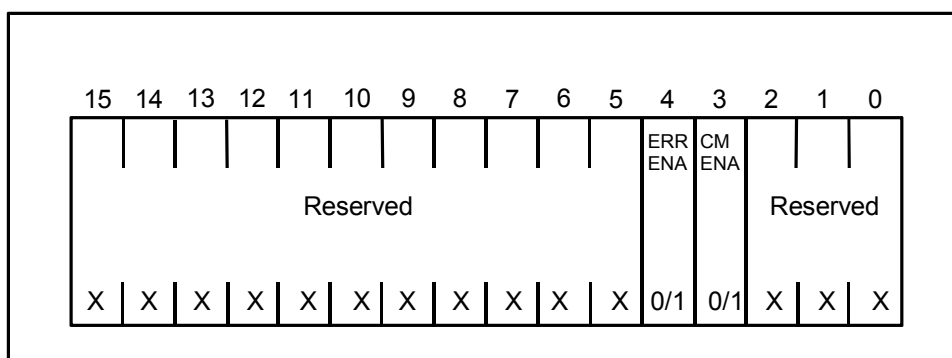 15 14 13 12 11 10 9 8 7 6 5 4 3 2 1 0
ERR CM
ENA ENA
Reserved Reserved
X X X X X X X X X X X 0/1 0/1 X X X